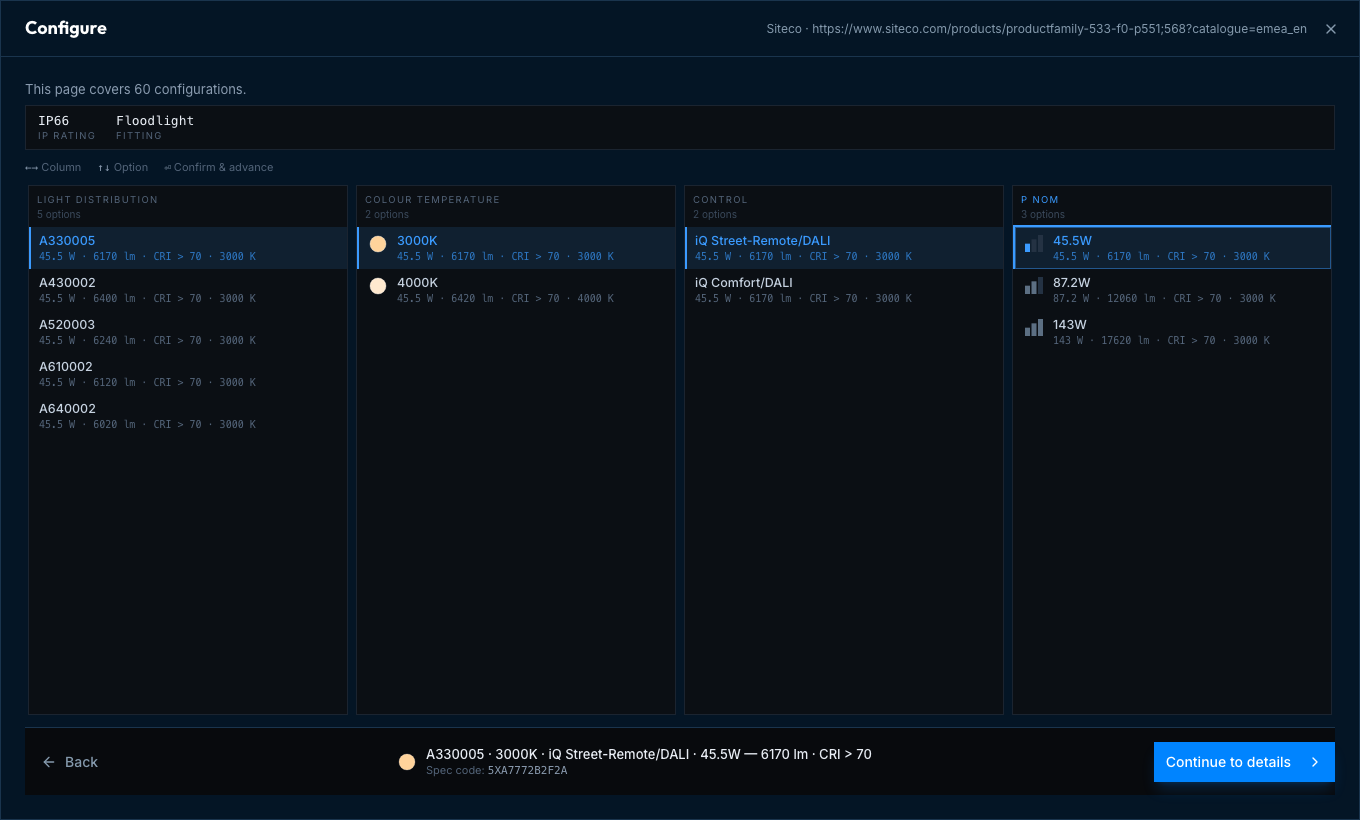 Configure
Siteco · https://www.siteco.com/products/productfamily-533-f0-p551;568?catalogue=emea_en ×
This page covers 60 configurations.
IP66 Floodlight
IP RATING FITTING
←→ Column ↑↓ Option ⏎ Confirm & advance
LIGHT DISTRIBUTION
5 options
A330005
45.5 W · 6170 lm · CRI > 70 · 3000 K
A430002
45.5 W · 6400 lm · CRI > 70 · 3000 K
A520003
45.5 W · 6240 lm · CRI > 70 · 3000 K
A610002
45.5 W · 6120 lm · CRI > 70 · 3000 K
A640002
45.5 W · 6020 lm · CRI > 70 · 3000 K
COLOUR TEMPERATURE
2 options
3000K
45.5 W · 6170 lm · CRI > 70 · 3000 K
4000K
45.5 W · 6420 lm · CRI > 70 · 4000 K
CONTROL
2 options
iQ Street-Remote/DALI
45.5 W · 6170 lm · CRI > 70 · 3000 K
iQ Comfort/DALI
45.5 W · 6170 lm · CRI > 70 · 3000 K
P NOM
3 options
45.5W
45.5 W · 6170 lm · CRI > 70 · 3000 K
87.2W
87.2 W · 12060 lm · CRI > 70 · 3000 K
143W
143 W · 17620 lm · CRI > 70 · 3000 K
← Back
A330005 · 3000K · iQ Street-Remote/DALI · 45.5W — 6170 lm · CRI > 70
Spec code: 5XA7772B2F2A
Continue to details